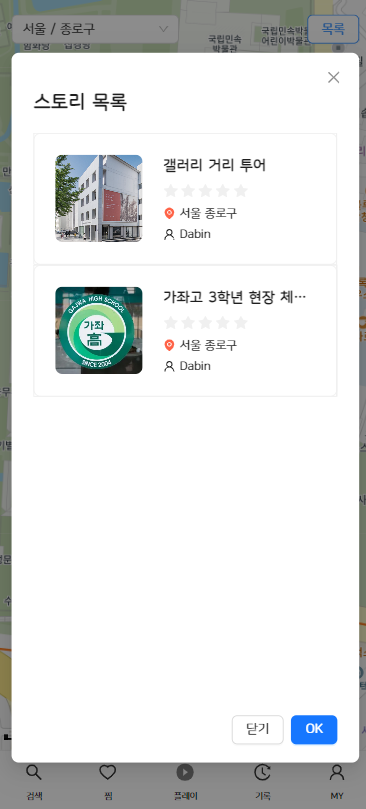 서울 / 종로구
국립민속
박물관
국립민속박물관
어린이박물관
목록
스토리 목록
갤러리 거리 투어
서울 종로구
Dabin
GAJWA HIGH SCHOOL
가좌
高
SINCE 2004
가좌고 3학년 현장 체…
서울 종로구
Dabin
닫기
OK
검색
찜
플레이
기록
MY